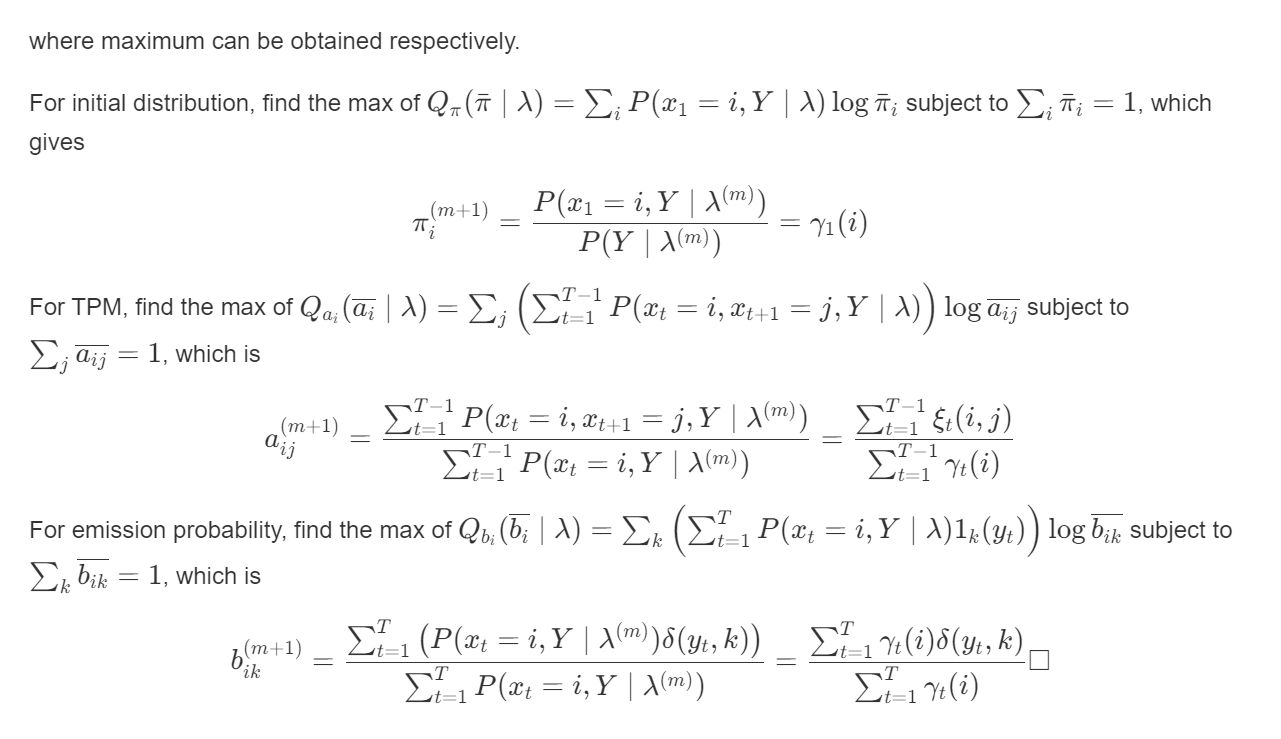 where maximum can be obtained respectively.
For initial distribution, find the max of $Q_\pi(\bar{\pi} \mid \lambda) = \sum_i P(x_1 = i, Y \mid \lambda) \log \bar{\pi}_i$ subject to $\sum_i \bar{\pi}_i = 1$, which
gives
$\pi_i^{(m+1)} = \frac{P(x_1 = i, Y \mid \lambda^{(m)})}{P(Y \mid \lambda^{(m)})} = \gamma_1(i)$
For TPM, find the max of $Q_{a_i}(\overline{a_i} \mid \lambda) = \sum_j \left( \sum_{t=1}^{T-1} P(x_t = i, x_{t+1} = j, Y \mid \lambda) \right) \log \overline{a_{ij}}$ subject to
$\sum_j \overline{a_{ij}} = 1$, which is
$a_{ij}^{(m+1)} = \frac{\sum_{t=1}^{T-1} P(x_t = i, x_{t+1} = j, Y \mid \lambda^{(m)})}{\sum_{t=1}^{T-1} P(x_t = i, Y \mid \lambda^{(m)})} = \frac{\sum_{t=1}^{T-1} \xi_t(i, j)}{\sum_{t=1}^{T-1} \gamma_t(i)}$
For emission probability, find the max of $Q_{b_i}(\overline{b_i} \mid \lambda) = \sum_k \left( \sum_{t=1}^{T} P(x_t = i, Y \mid \lambda) 1_k(y_t) \right) \log \overline{b_{ik}}$ subject to
$\sum_k \overline{b_{ik}} = 1$, which is
$b_{ik}^{(m+1)} = \frac{\sum_{t=1}^{T} \left( P(x_t = i, Y \mid \lambda^{(m)}) \delta(y_t, k) \right)}{\sum_{t=1}^{T} P(x_t = i, Y \mid \lambda^{(m)})} = \frac{\sum_{t=1}^{T} \gamma_t(i) \delta(y_t, k)}{\sum_{t=1}^{T} \gamma_t(i)} \square$